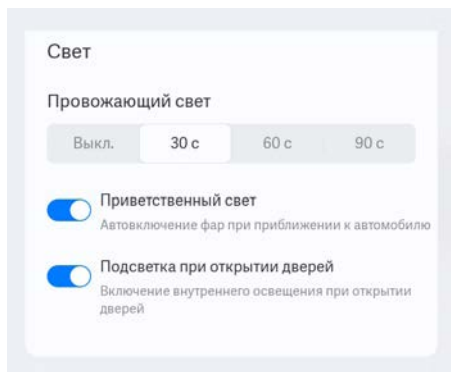 Свет
Провожающий свет
Выкл. 30 с 60 с 90 с
Приветственный свет
Автовключение фар при приближении к автомобилю
Подсветка при открытии дверей
Включение внутреннего освещения при открытии
дверей